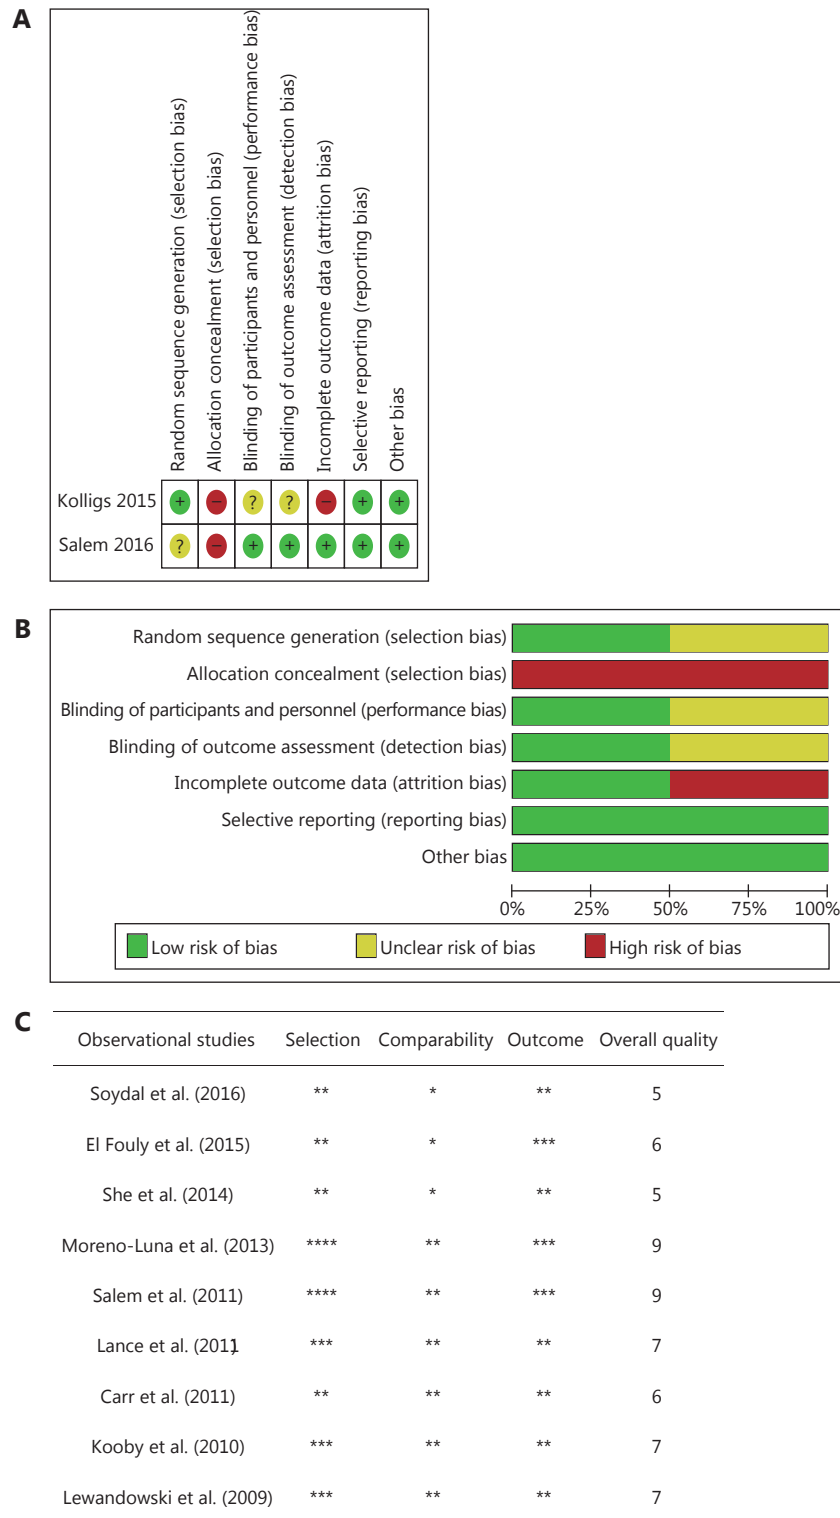 A
Random sequence generation (selection bias)
Allocation concealment (selection bias)
Blinding of participants and personnel (performance bias)
Blinding of outcome assessment (detection bias)
Incomplete outcome data (attrition bias)
Selective reporting (reporting bias)
Other bias
Kolligs 2015 + – ? ? – + +
Salem 2016 ? – + + + + +
B
Random sequence generation (selection bias)
Allocation concealment (selection bias)
Blinding of participants and personnel (performance bias)
Blinding of outcome assessment (detection bias)
Incomplete outcome data (attrition bias)
Selective reporting (reporting bias)
Other bias
0% 25% 50% 75% 100%
Low risk of bias Unclear risk of bias High risk of bias
C
Observational studies Selection Comparability Outcome Overall quality
Soydal et al. (2016) ** * ** 5
El Fouly et al. (2015) ** * *** 6
She et al. (2014) ** * ** 5
Moreno-Luna et al. (2013) **** ** *** 9
Salem et al. (2011) **** ** *** 9
Lance et al. (2011) *** ** ** 7
Carr et al. (2011) ** ** ** 6
Kooby et al. (2010) *** ** ** 7
Lewandowski et al. (2009) *** ** ** 7